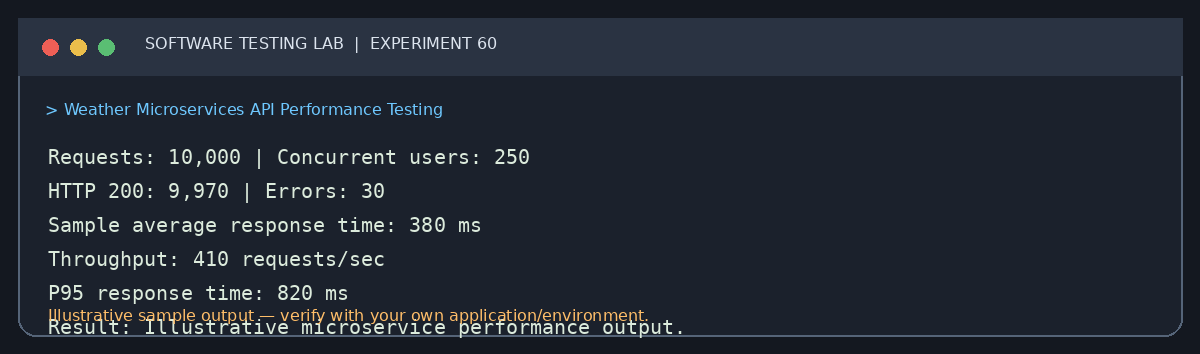 SOFTWARE TESTING LAB | EXPERIMENT 60
> Weather Microservices API Performance Testing
Requests: 10,000 | Concurrent users: 250
HTTP 200: 9,970 | Errors: 30
Sample average response time: 380 ms
Throughput: 410 requests/sec
P95 response time: 820 ms
Illustrative sample output — verify with your own application/environment.
Result: Illustrative microservice performance output.